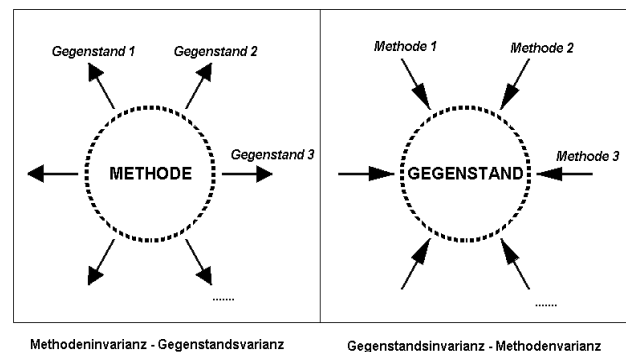 Gegenstand 1
Gegenstand 2
METHODE
Gegenstand 3
.......
Methodeninvarianz - Gegenstandsvarianz
Methode 1
Methode 2
GEGENSTAND
Methode 3
.......
Gegenstandsinvarianz - Methodenvarianz